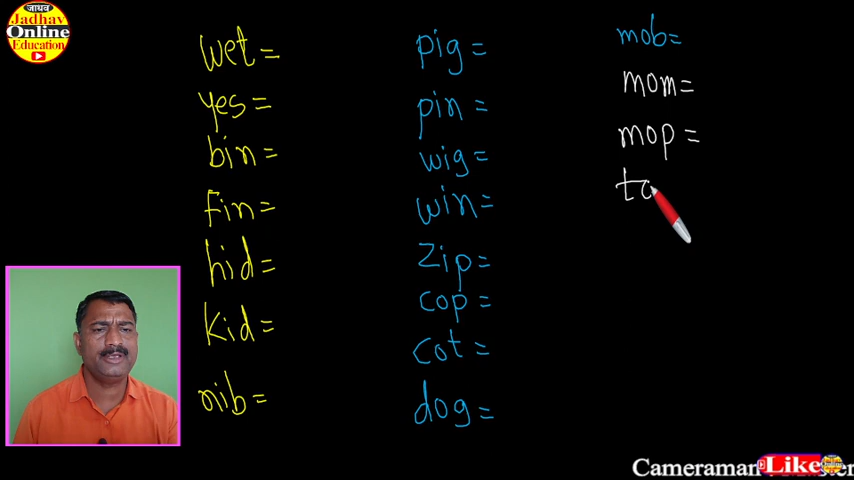 जाधव
Jadhav
Online
Education
wet=
yes=
bin=
fin=
hid=
kid=
nib=
pig=
pin=
wig=
win=
zip=
cop=
cot=
dog=
mob=
mom=
mop=
to
Cameraman
Like